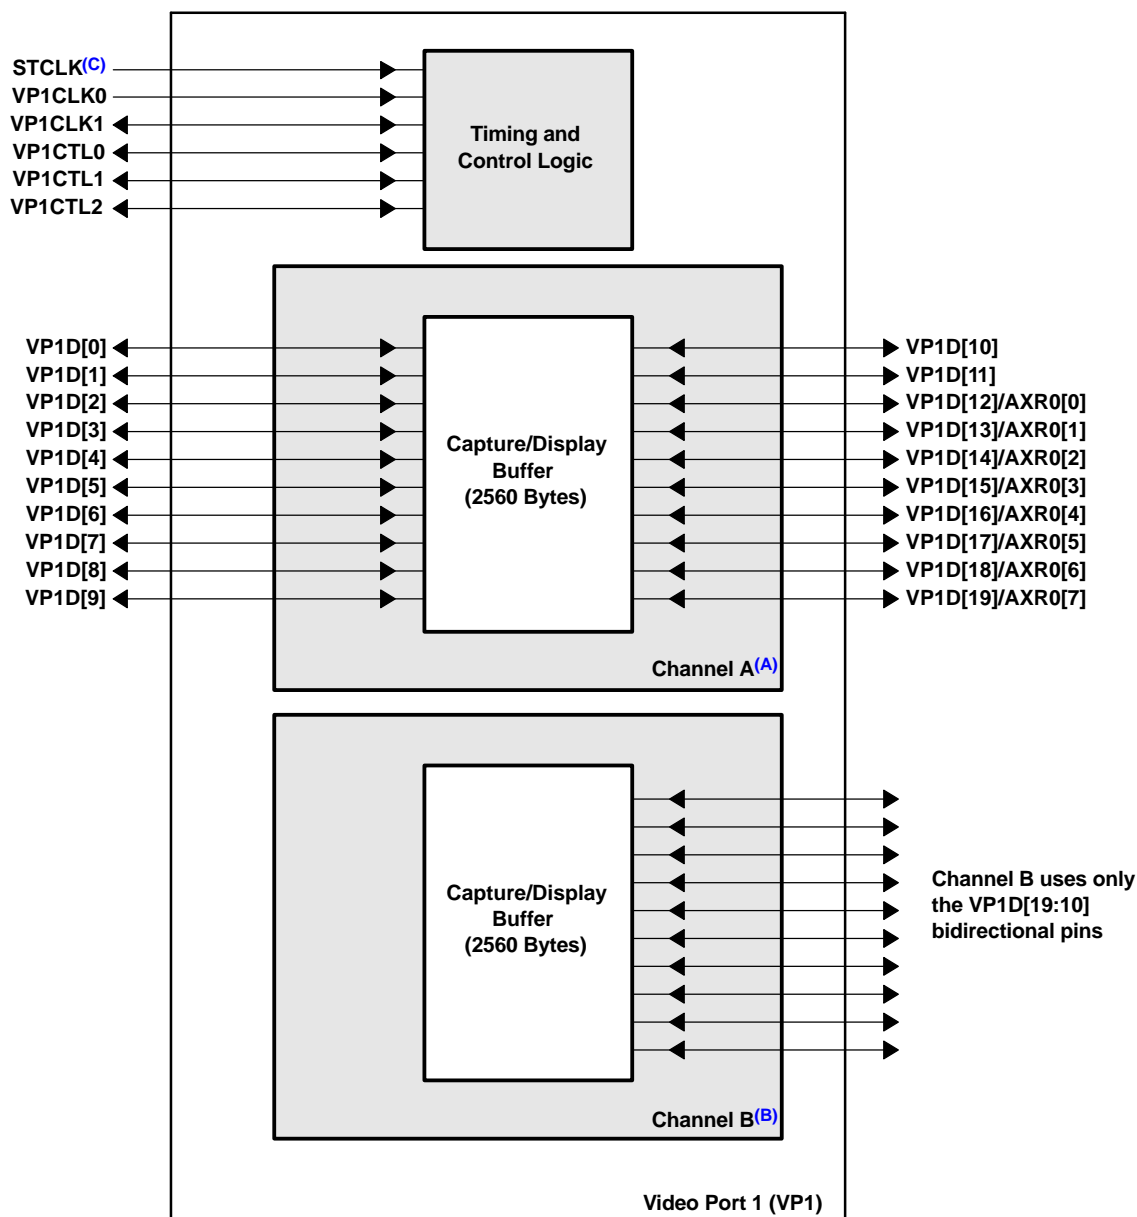 STCLK(C)
VP1CLK0
VP1CLK1
VP1CTL0
VP1CTL1
VP1CTL2
Timing and
Control Logic
VP1D[0]
VP1D[1]
VP1D[2]
VP1D[3]
VP1D[4]
VP1D[5]
VP1D[6]
VP1D[7]
VP1D[8]
VP1D[9]
Capture/Display
Buffer
(2560 Bytes)
VP1D[10]
VP1D[11]
VP1D[12]/AXR0[0]
VP1D[13]/AXR0[1]
VP1D[14]/AXR0[2]
VP1D[15]/AXR0[3]
VP1D[16]/AXR0[4]
VP1D[17]/AXR0[5]
VP1D[18]/AXR0[6]
VP1D[19]/AXR0[7]
Channel A(A)
Capture/Display
Buffer
(2560 Bytes)
Channel B uses only
the VP1D[19:10]
bidirectional pins
Channel B(B)
Video Port 1 (VP1)